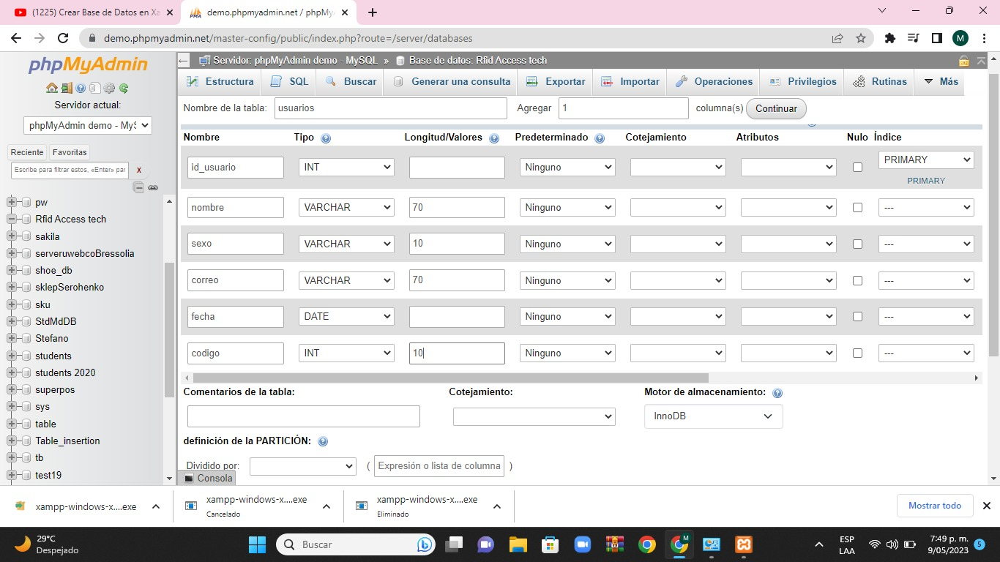 (1225) Crear Base de Datos en Xa
demo.phpmyadmin.net / phpMy
demo.phpmyadmin.net/master-config/public/index.php?route=/server/databases
M
phpMyAdmin
Servidor actual:
phpMyAdmin demo - MyS
Reciente
Favoritas
Escribe para filtrar estos, «Enter» par
X
pw
Rfid Access tech
sakila
serveruwebcoBressolia
shoe_db
sklepSerohenko
sku
StdMdDB
Stefano
students
students 2020
superpos
sys
table
Table_insertion
tb
test19
Servidor: phpMyAdmin demo - MySQL » Base de datos: Rfid Access tech
Estructura SQL Buscar Generar una consulta Exportar Importar Operaciones Privilegios Rutinas Más
Nombre de la tabla: usuarios Agregar 1 columna(s) Continuar
Nombre Tipo Longitud/Valores Predeterminado Cotejamiento Atributos Nulo Índice
id_usuario INT Ninguno PRIMARY
PRIMARY
nombre VARCHAR 70 Ninguno ---
sexo VARCHAR 10 Ninguno ---
correo VARCHAR 70 Ninguno ---
fecha DATE Ninguno ---
codigo INT 10 Ninguno ---
Comentarios de la tabla: Cotejamiento: Motor de almacenamiento:
InnoDB
definición de la PARTICIÓN:
Dividido por: ( Expresión o lista de columna )
Consola
xampp-windows-x....exe
xampp-windows-x....exe
Cancelado
xampp-windows-x....exe
Eliminado
Mostrar todo
29°C
Despejado
Buscar
M
ESP
LAA
7:49 p. m.
9/05/2023
5